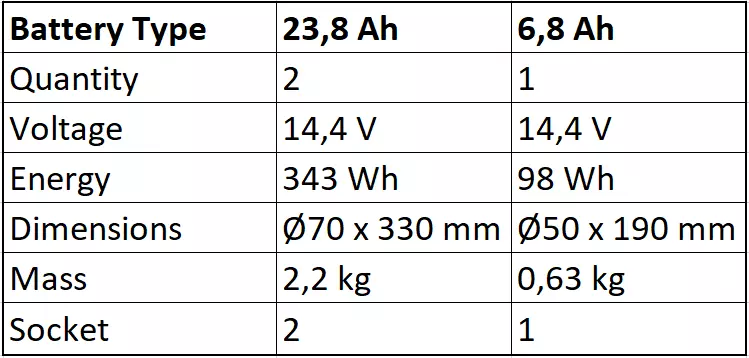 Battery Type 23,8 Ah 6,8 Ah
Quantity 2 1
Voltage 14,4 V 14,4 V
Energy 343 Wh 98 Wh
Dimensions Ø70 x 330 mm Ø50 x 190 mm
Mass 2,2 kg 0,63 kg
Socket 2 1